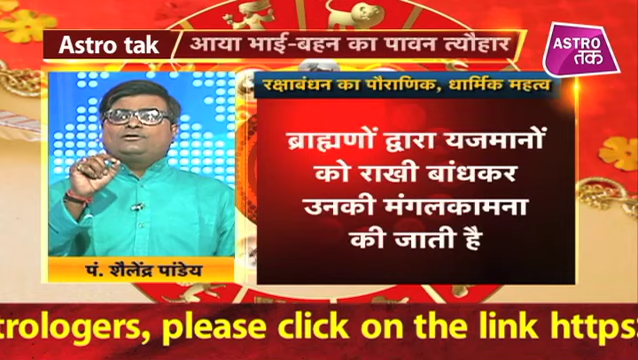 Astro tak
आया भाई-बहन का पावन त्यौहार
ASTRO
तक
रक्षाबंधन का पौराणिक, धार्मिक महत्व
ब्राह्मणों द्वारा यजमानों
को राखी बांधकर
उनकी मंगलकामना
की जाती है
पं. शैलेंद्र पांडेय
trologers, please click on the link https: